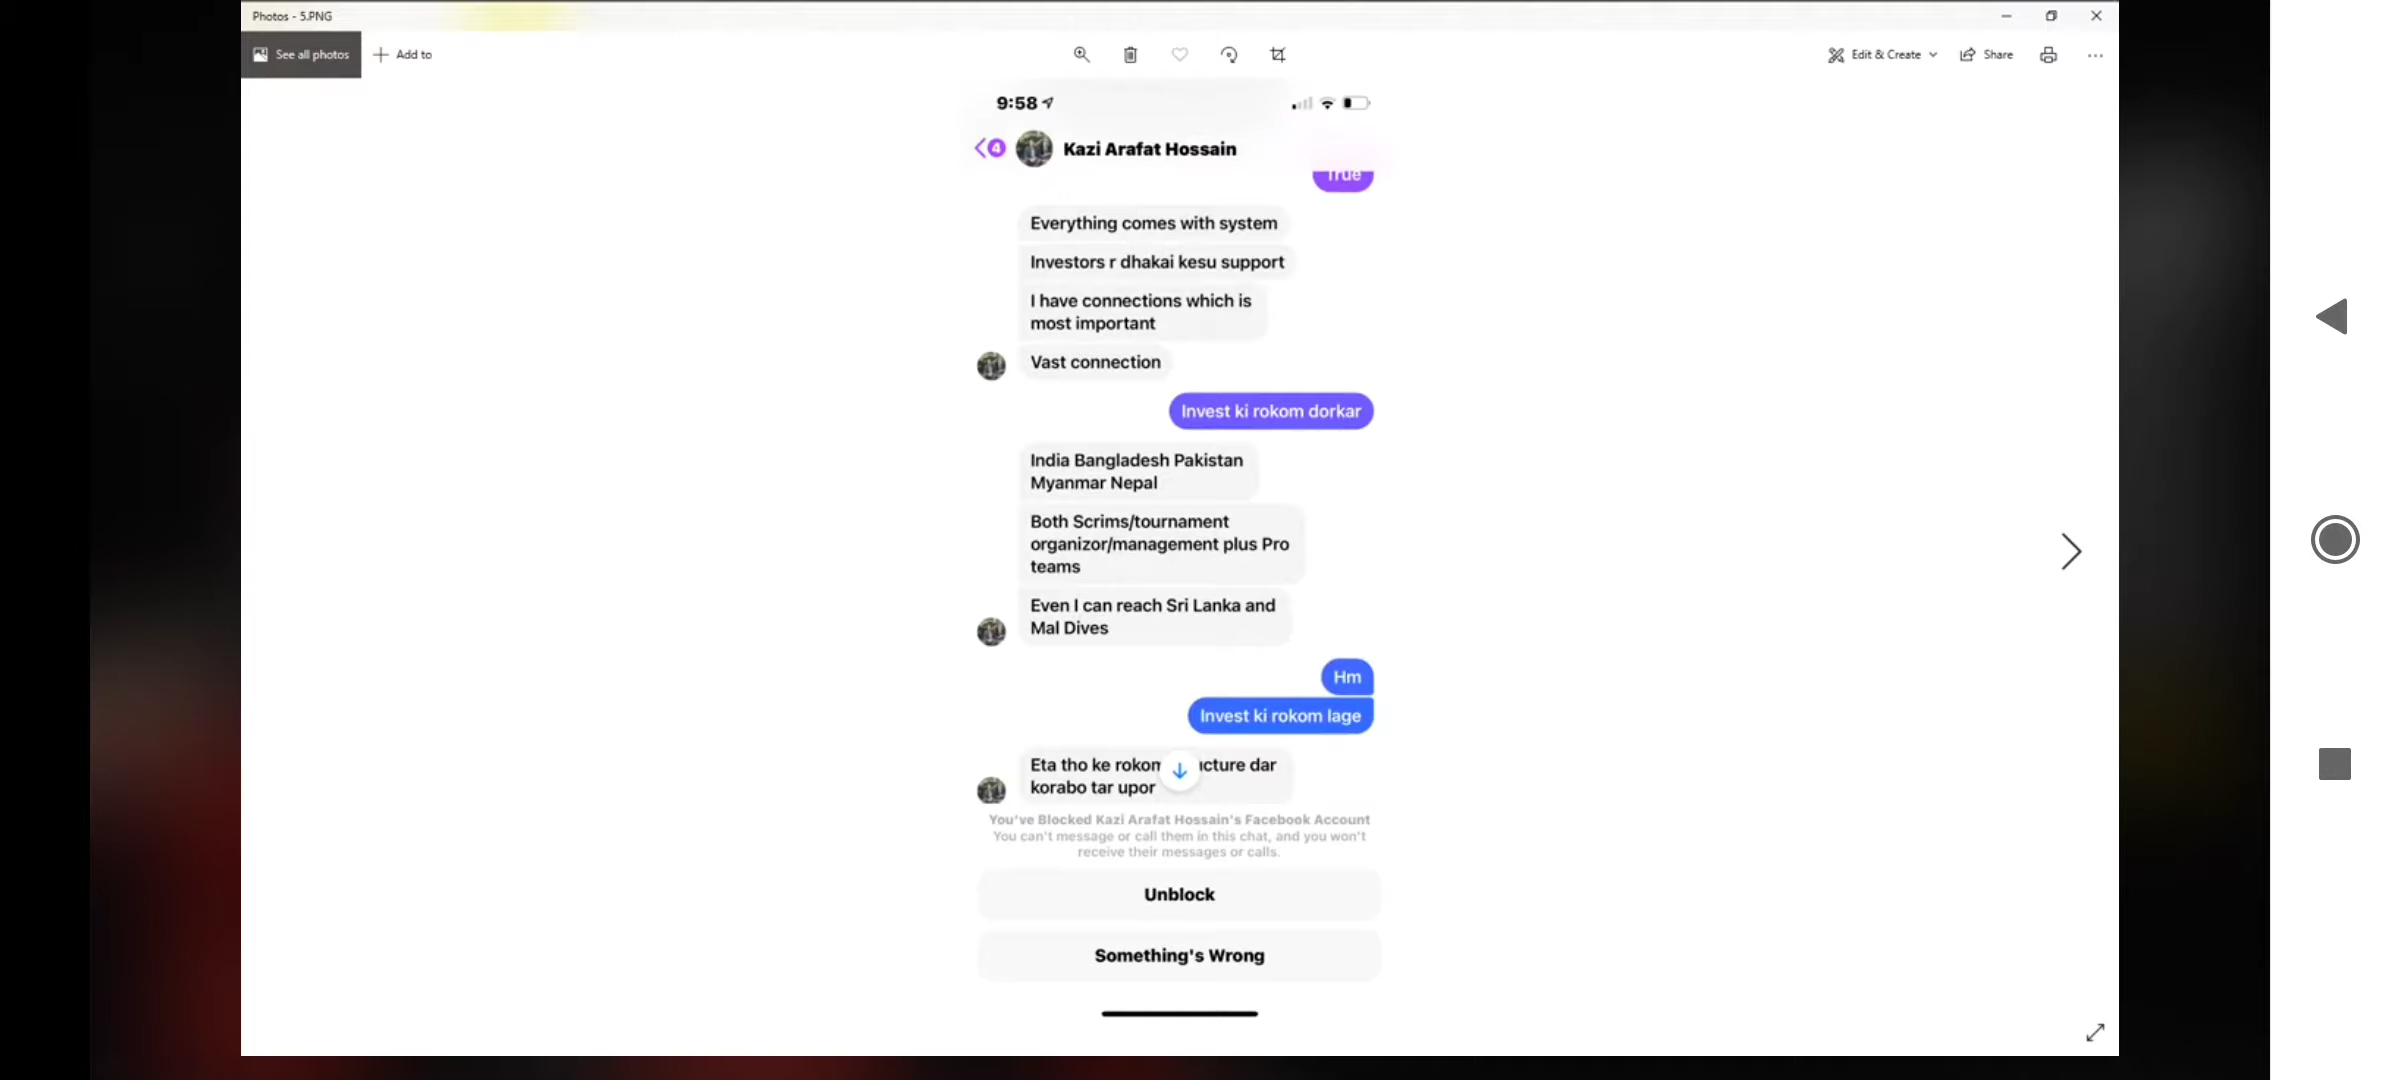 Photos - 5.PNG
See all photos
Add to
Edit & Create
Share
9:58
4
Kazi Arafat Hossain
True
Everything comes with system
Investors r dhakai kesu support
I have connections which is
most important
Vast connection
Invest ki rokom dorkar
India Bangladesh Pakistan
Myanmar Nepal
Both Scrims/tournament
organizor/management plus Pro
teams
Even I can reach Sri Lanka and
Mal Dives
Hm
Invest ki rokom lage
Eta tho ke rokom dar
korabo tar upor
You've Blocked Kazi Arafat Hossain's Facebook Account
You can't message or call them in this chat, and you won't
receive their messages or calls.
Unblock
Something's Wrong